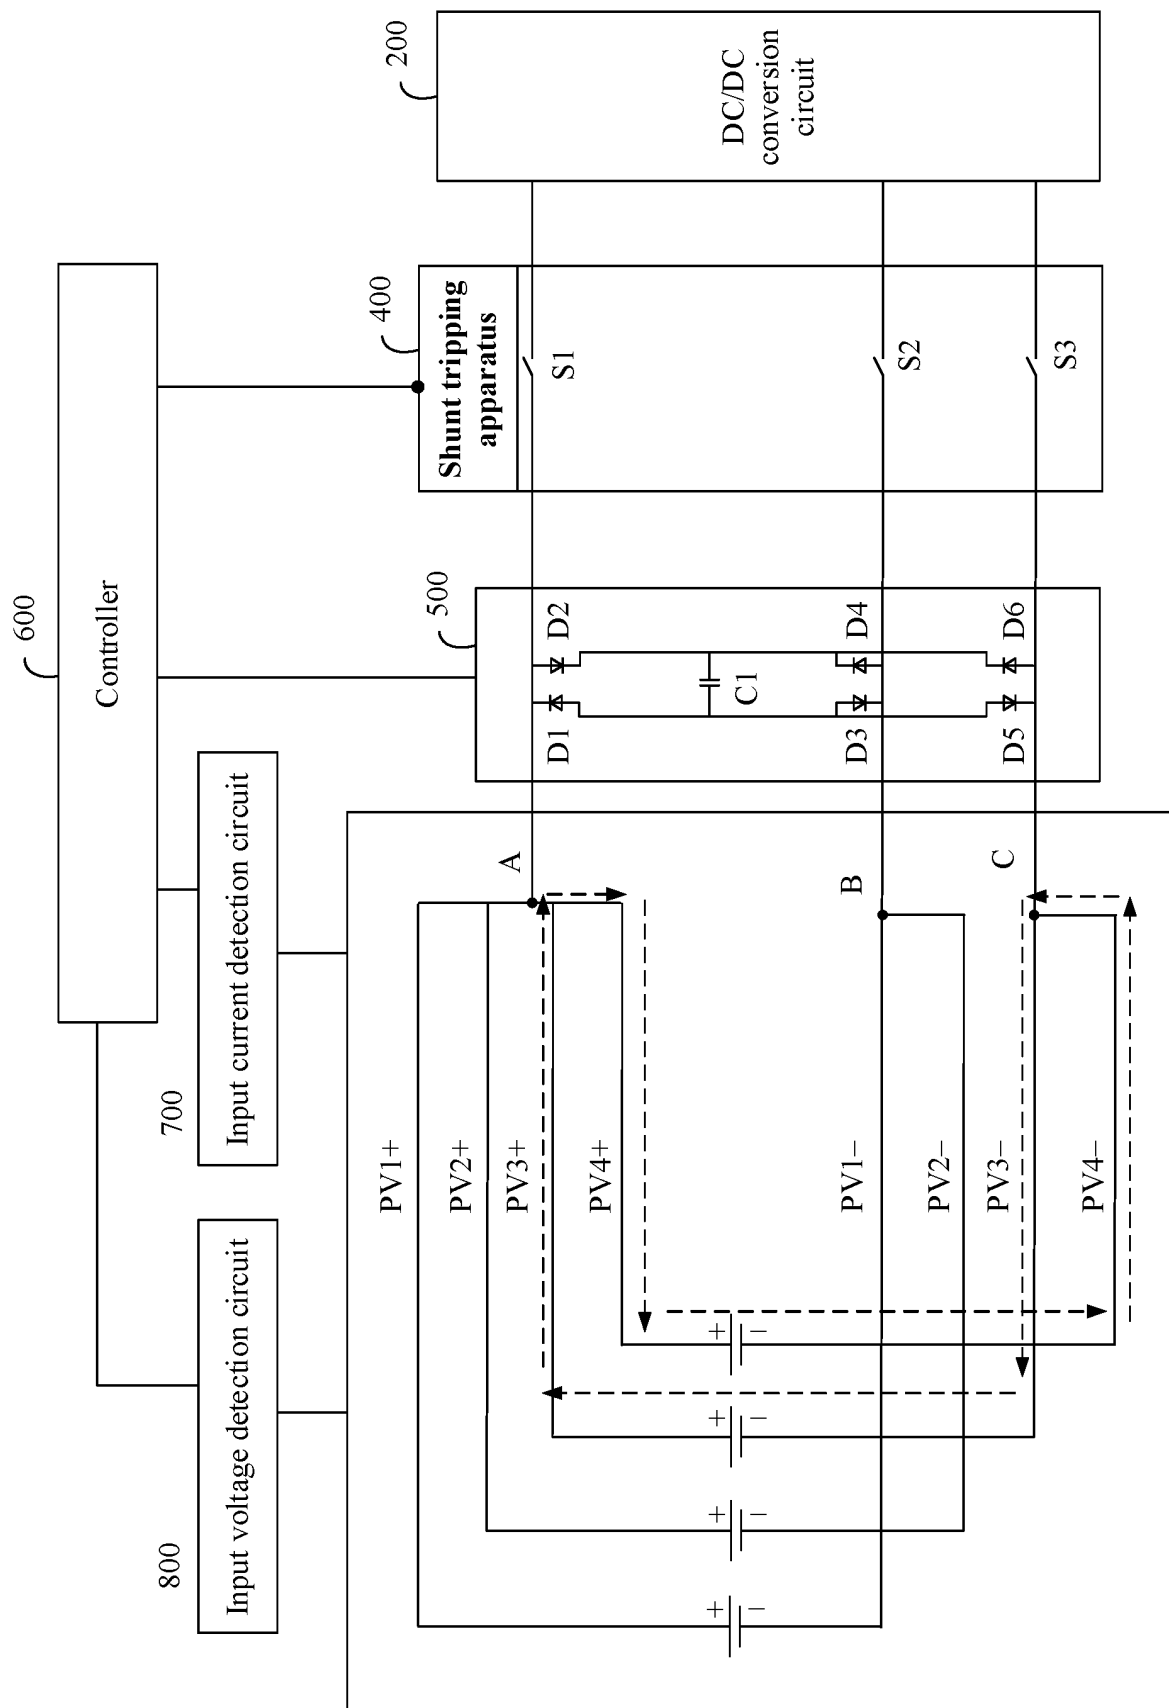 800
Input voltage detection circuit
700
Input current detection circuit
600
Controller
500
400
Shunt tripping
apparatus
200
DC/DC
conversion
circuit
PV1+
PV2+
PV3+
PV4+
PV1–
PV2–
PV3–
PV4–
+
–
+
–
+
–
+
–
A
B
C
D1
D2
C1
D3
D4
D5
D6
S1
S2
S3